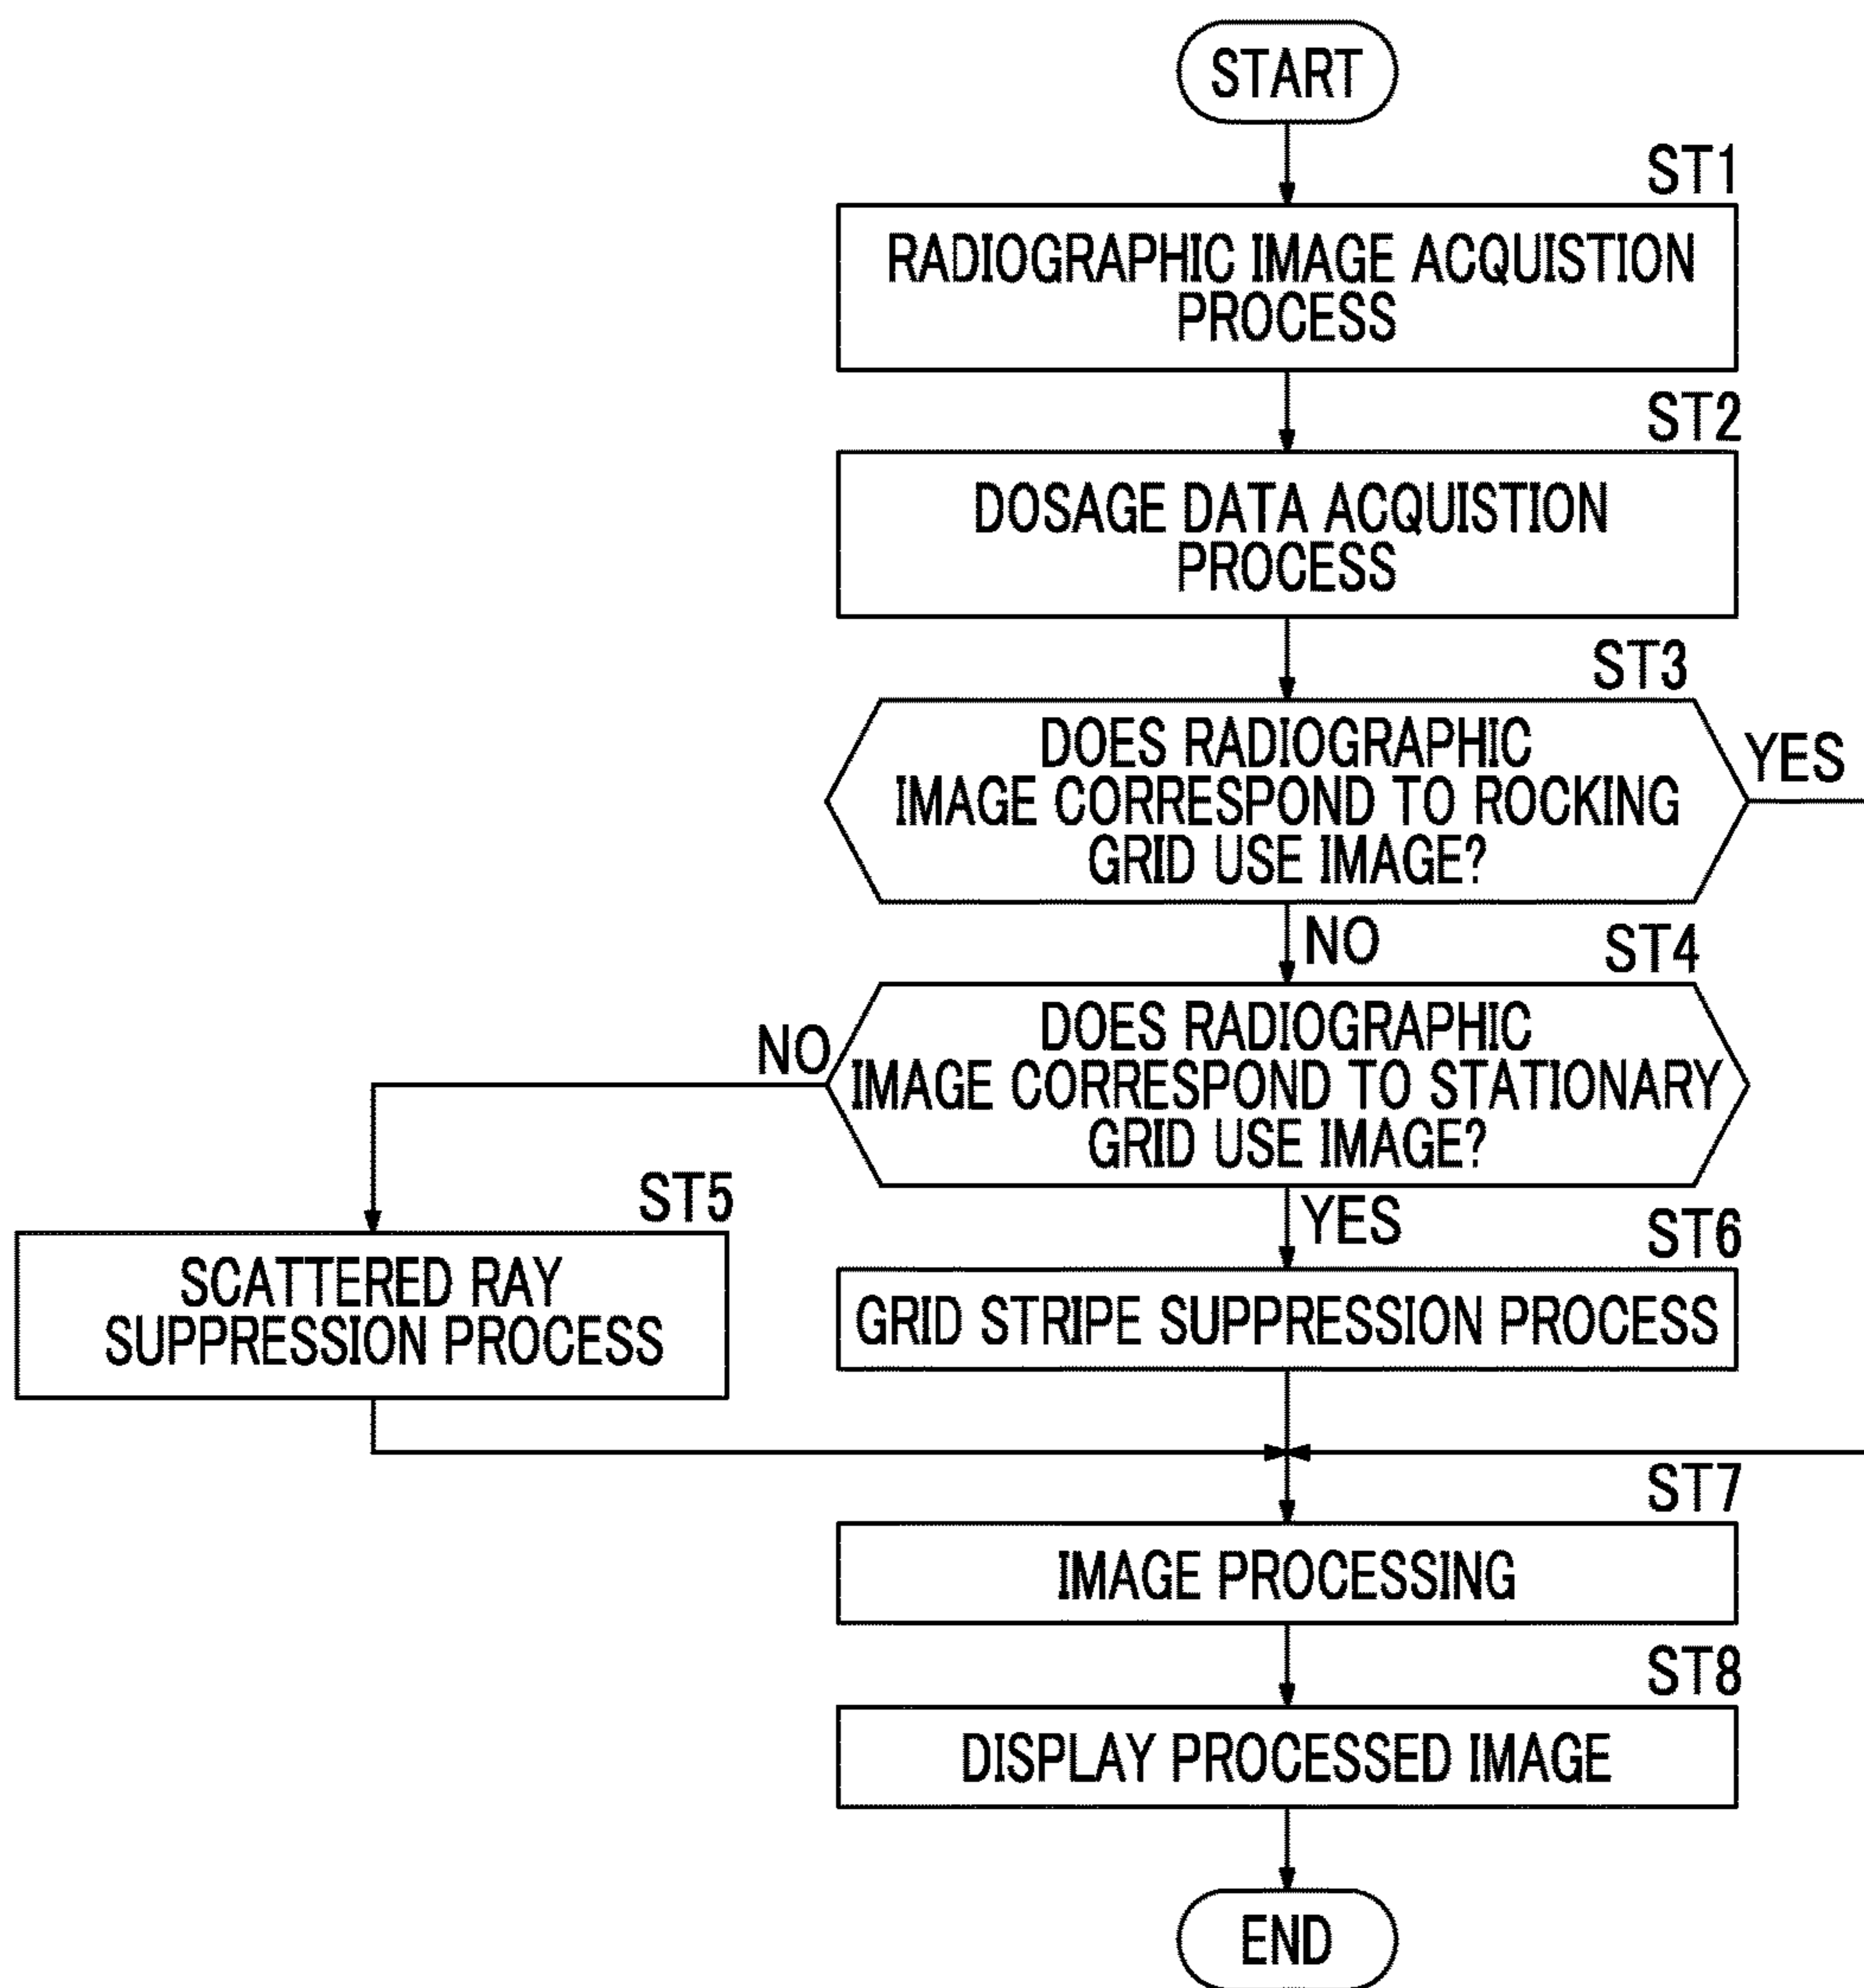 START
ST1
RADIOGRAPHIC IMAGE ACQUISTION
PROCESS
ST2
DOSAGE DATA ACQUISTION
PROCESS
ST3
DOES RADIOGRAPHIC
IMAGE CORRESPOND TO ROCKING
GRID USE IMAGE?
YES
NO
ST4
DOES RADIOGRAPHIC
IMAGE CORRESPOND TO STATIONARY
GRID USE IMAGE?
NO
YES
ST5
SCATTERED RAY
SUPPRESSION PROCESS
ST6
GRID STRIPE SUPPRESSION PROCESS
ST7
IMAGE PROCESSING
ST8
DISPLAY PROCESSED IMAGE
END